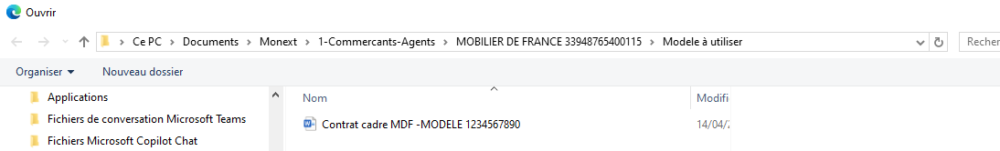 Ouvrir
Ce PC > Documents > Monext > 1-Commercants-Agents > MOBILIER DE FRANCE 33948765400115 > Modele à utiliser
Recher
Organiser
Nouveau dossier
Applications
Fichiers de conversation Microsoft Teams
Fichiers Microsoft Copilot Chat
Nom
Modifi
Contrat cadre MDF -MODELE 1234567890
14/04/2